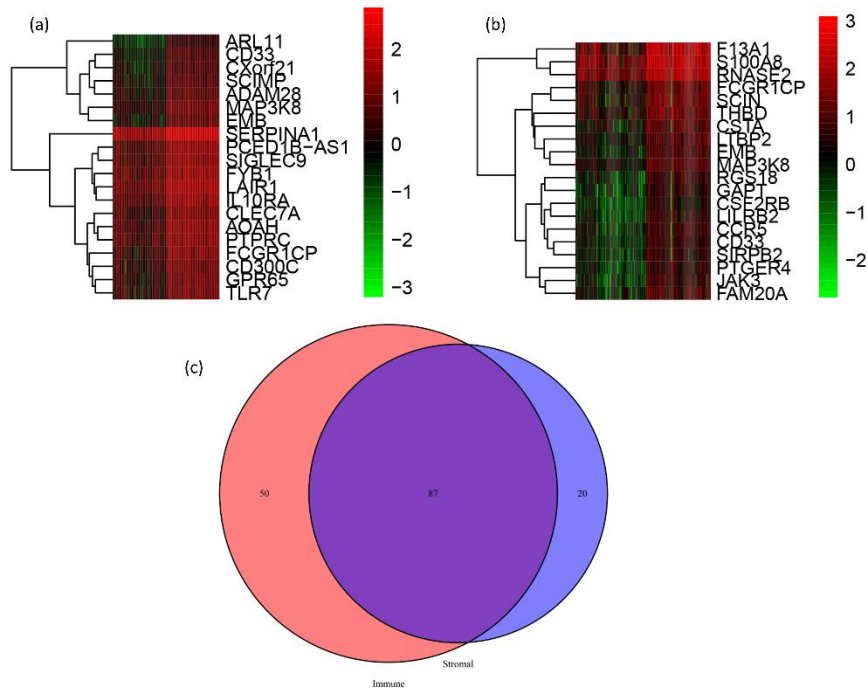 (a)
ARL11
CD33
CXorf21
SCIMP
ADAM28
MAP3K8
EMB
SERPINA1
PCED1B-AS1
SIGLEC9
FYB1
LAIR1
IL10RA
CLEC7A
AOAH
PTPRC
FCGR1CP
CD300C
GPR65
TLR7
2
1
0
−1
−2
−3
(b)
F13A1
S100A8
RNASE2
FCGR1CP
SCIN
THBD
CSTA
LTBP2
EMB
MAP3K8
RGS18
GAPT
CSF2RB
LILRB2
CCR5
CD33
SIRPB2
PTGER4
JAK3
FAM20A
3
2
1
0
−1
−2
(c)
50
87
20
Stromal
Immune